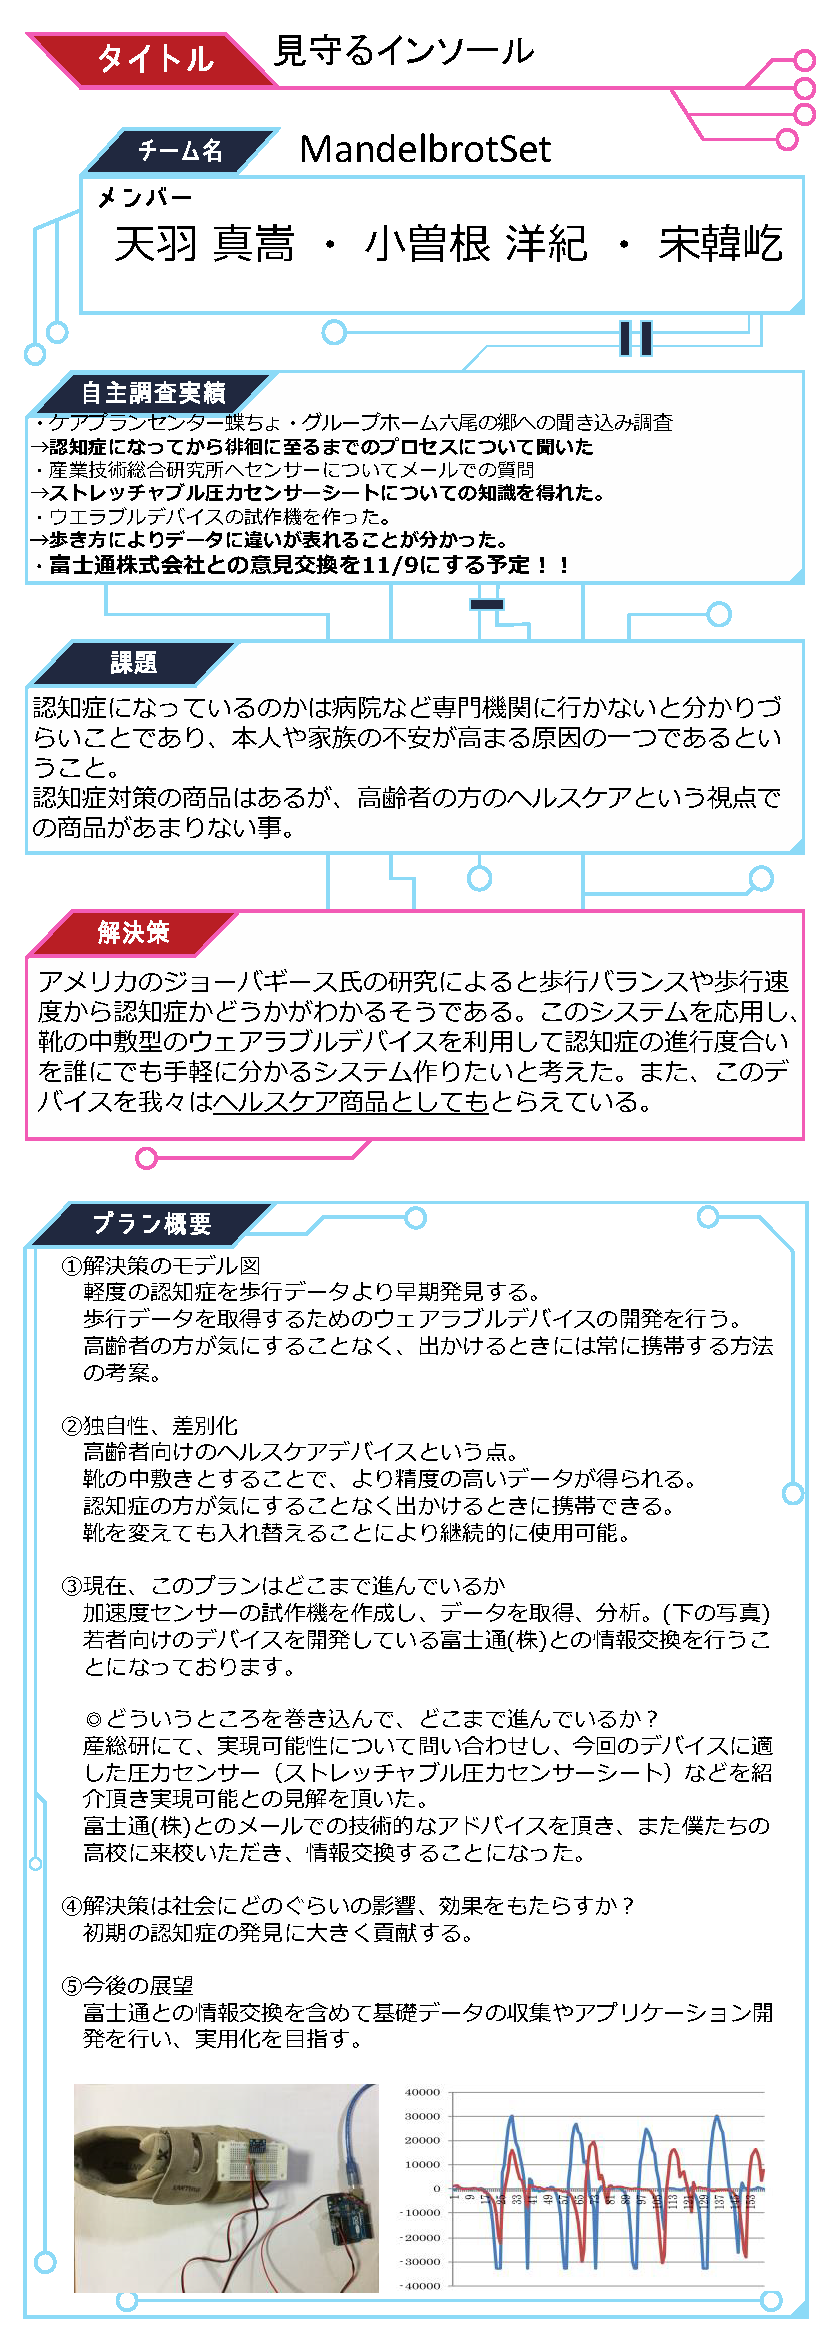 タイトル
見守るインソール
チーム名
MandelbrotSet
メンバー
天羽 真嵩 ・ 小曽根 洋紀 ・ 宋韓屹
自主調査実績
・ケアプランセンター蝶ちょ・グループホーム六尾の郷への聞き込み調査
→認知症になってから徘徊に至るまでのプロセスについて聞いた
・産業技術総合研究所へセンサーについてメールでの質問
→ストレッチャブル圧力センサーシートについての知識を得れた。
・ウエラブルデバイスの試作機を作った。
→歩き方によりデータに違いが表れることが分かった。
・富士通株式会社との意見交換を11/9にする予定！！
課題
認知症になっているのかは病院など専門機関に行かないと分かりづ
らいことであり、本人や家族の不安が高まる原因の一つであるとい
うこと。
認知症対策の商品はあるが、高齢者の方のヘルスケアという視点で
の商品があまりない事。
解決策
アメリカのジョーバギース氏の研究によると歩行バランスや歩行速
度から認知症かどうかがわかるそうである。このシステムを応用し、
靴の中敷型のウェアラブルデバイスを利用して認知症の進行度合い
を誰にでも手軽に分かるシステム作りたいと考えた。また、このデ
バイスを我々はヘルスケア商品としてもとらえている。
プラン概要
①解決策のモデル図
軽度の認知症を歩行データより早期発見する。
歩行データを取得するためのウェアラブルデバイスの開発を行う。
高齢者の方が気にすることなく、出かけるときには常に携帯する方法
の考案。
②独自性、差別化
高齢者向けのヘルスケアデバイスという点。
靴の中敷きとすることで、より精度の高いデータが得られる。
認知症の方が気にすることなく出かけるときに携帯できる。
靴を変えても入れ替えることにより継続的に使用可能。
③現在、このプランはどこまで進んでいるか
加速度センサーの試作機を作成し、データを取得、分析。(下の写真)
若者向けのデバイスを開発している富士通(株)との情報交換を行うこ
とになっております。
◎どういうところを巻き込んで、どこまで進んでいるか？
産総研にて、実現可能性について問い合わせし、今回のデバイスに適
した圧力センサー（ストレッチャブル圧力センサーシート）などを紹
介頂き実現可能との見解を頂いた。
富士通(株)とのメールでの技術的なアドバイスを頂き、また僕たちの
高校に来校いただき、情報交換することになった。
④解決策は社会にどのぐらいの影響、効果をもたらすか？
初期の認知症の発見に大きく貢献する。
⑤今後の展望
富士通との情報交換を含めて基礎データの収集やアプリケーション開
発を行い、実用化を目指す。
40000
30000
20000
10000
0
-10000
-20000
-30000
-40000
1 9 17 25 33 41 49 57 65 73 81 89 97 105 113 121 129 137 145 153